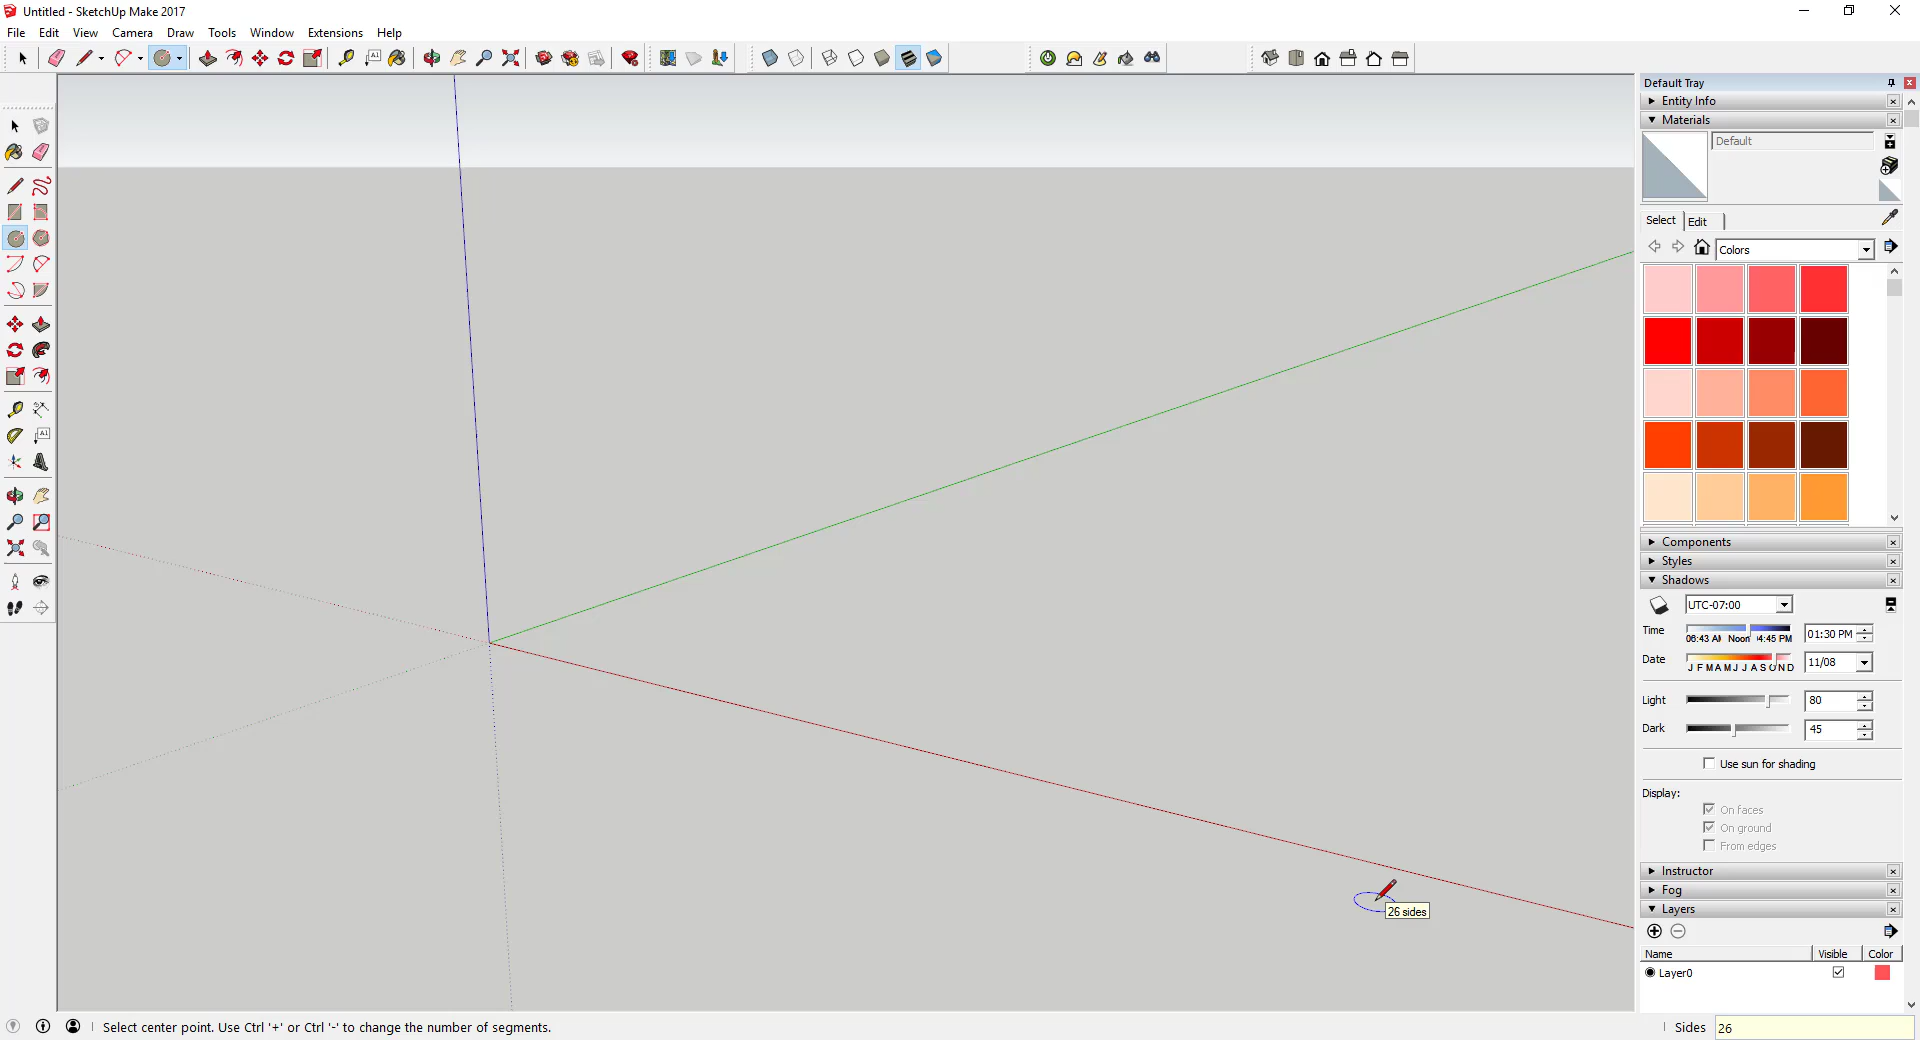 Untitled - SketchUp Make 2017
File Edit View Camera Draw Tools Window Extensions Help
A1
Default Tray
Entity Info
Materials
Default
Select Edit
Colors
A1
Components
Styles
Shadows
UTC-07:00
Time 06:43 AM Noon 04:45 PM 01:30 PM
Date J F M A M J J A S O N D 11/08
Light 80
Dark 45
Use sun for shading
Display:
On faces
On ground
From edges
Instructor
Fog
Layers
Name Visible Color
Layer0
26 sides
Select center point. Use Ctrl '+' or Ctrl '-' to change the number of segments.
Sides 26